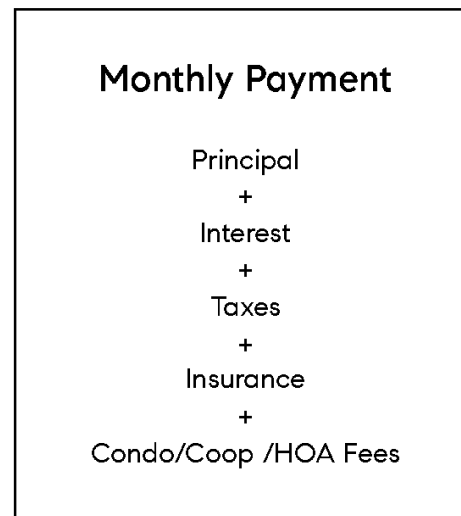 Monthly Payment
Principal
+
Interest
+
Taxes
+
Insurance
+
Condo/Coop /HOA Fees